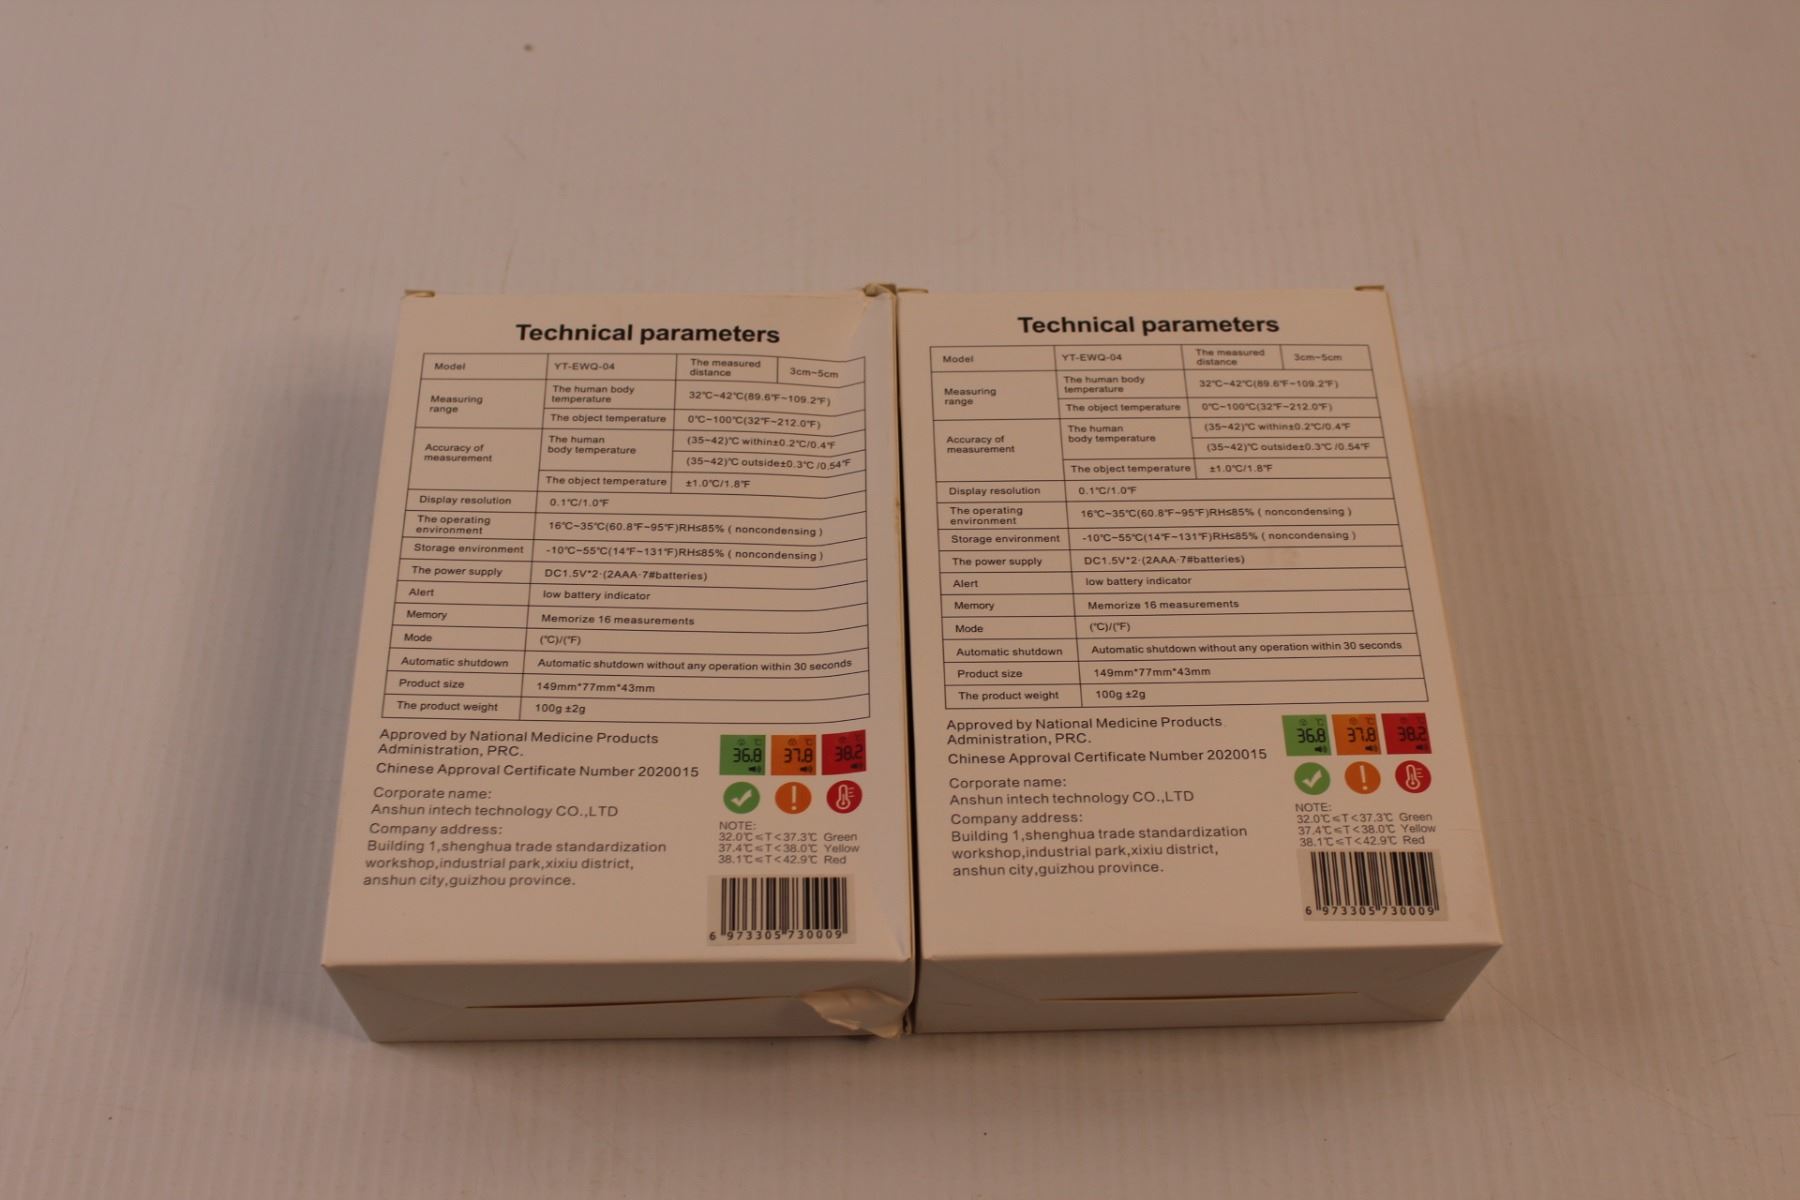 Technical parameters
Model YT-EWQ-04 The measured distance 3cm~5cm
Measuring range The human body temperature 32℃~42℃(89.6℉~109.2℉)
The object temperature 0℃~100℃(32℉~212.0℉)
Accuracy of measurement The human body temperature (35~42)℃ within±0.2℃/0.4℉
(35~42)℃ outside±0.3℃ /0.54℉
The object temperature ±1.0℃/1.8℉
Display resolution 0.1℃/1.0℉
The operating environment 16℃~35℃(60.8℉~95℉)RH≤85% ( noncondensing )
Storage environment -10℃~55℃(14℉~131℉)RH≤85% ( noncondensing )
The power supply DC1.5V*2·(2AAA·7#batteries)
Alert low battery indicator
Memory Memorize 16 measurements
Mode (℃)/(℉)
Automatic shutdown Automatic shutdown without any operation within 30 seconds
Product size 149mm*77mm*43mm
The product weight 100g ±2g
Approved by National Medicine Products
Administration, PRC.
Chinese Approval Certificate Number 2020015
Corporate name:
Anshun intech technology CO.,LTD
Company address:
Building 1,shenghua trade standardization
workshop,industrial park,xixiu district,
anshun city,guizhou province.
℃ ℃ ℃
36.8 37.8 38.2
NOTE:
32.0℃≤T<37.3℃ Green
37.4℃≤T<38.0℃ Yellow
38.1℃≤T<42.9℃ Red
6 973305 730009
Technical parameters
Model YT-EWQ-04 The measured distance 3cm~5cm
Measuring range The human body temperature 32℃~42℃(89.6℉~109.2℉)
The object temperature 0℃~100℃(32℉~212.0℉)
Accuracy of measurement The human body temperature (35~42)℃ within±0.2℃/0.4℉
(35~42)℃ outside±0.3℃ /0.54℉
The object temperature ±1.0℃/1.8℉
Display resolution 0.1℃/1.0℉
The operating environment 16℃~35℃(60.8℉~95℉)RH≤85% ( noncondensing )
Storage environment -10℃~55℃(14℉~131℉)RH≤85% ( noncondensing )
The power supply DC1.5V*2·(2AAA·7#batteries)
Alert low battery indicator
Memory Memorize 16 measurements
Mode (℃)/(℉)
Automatic shutdown Automatic shutdown without any operation within 30 seconds
Product size 149mm*77mm*43mm
The product weight 100g ±2g
Approved by National Medicine Products
Administration, PRC.
Chinese Approval Certificate Number 2020015
Corporate name:
Anshun intech technology CO.,LTD
Company address:
Building 1,shenghua trade standardization
workshop,industrial park,xixiu district,
anshun city,guizhou province.
℃ ℃ ℃
36.8 37.8 38.2
NOTE:
32.0℃≤T<37.3℃ Green
37.4℃≤T<38.0℃ Yellow
38.1℃≤T<42.9℃ Red
6 973305 730009